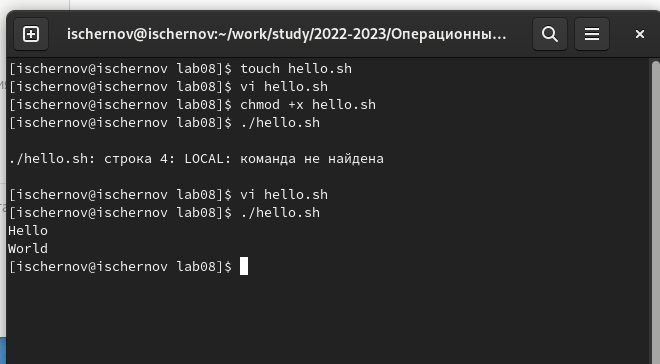 ischernov@ischernov:~/work/study/2022-2023/Операционны...
[ischernov@ischernov lab08]$ touch hello.sh
[ischernov@ischernov lab08]$ vi hello.sh
[ischernov@ischernov lab08]$ chmod +x hello.sh
[ischernov@ischernov lab08]$ ./hello.sh
./hello.sh: строка 4: LOCAL: команда не найдена
[ischernov@ischernov lab08]$ vi hello.sh
[ischernov@ischernov lab08]$ ./hello.sh
Hello
World
[ischernov@ischernov lab08]$